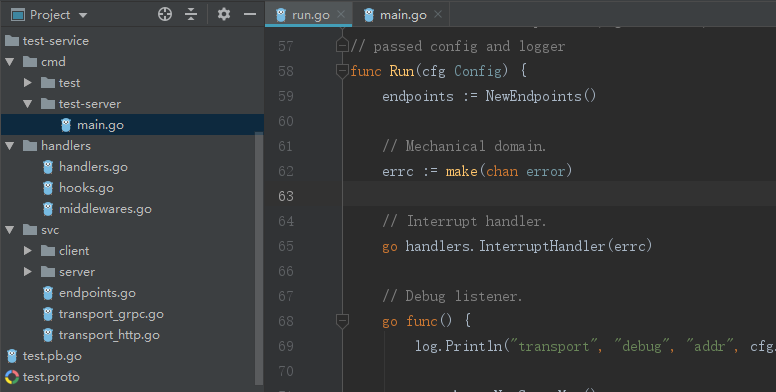 Project
test-service
cmd
test
test-server
main.go
handlers
handlers.go
hooks.go
middlewares.go
svc
client
server
endpoints.go
transport_grpc.go
transport_http.go
test.pb.go
test.proto
run.go main.go
57 // passed config and logger
58 func Run(cfg Config) {
59 endpoints := NewEndpoints()
60
61 // Mechanical domain.
62 errc := make(chan error)
63
64 // Interrupt handler.
65 go handlers.InterruptHandler(errc)
66
67 // Debug listener.
68 go func() {
69 log.Println("transport", "debug", "addr", cfg.
70